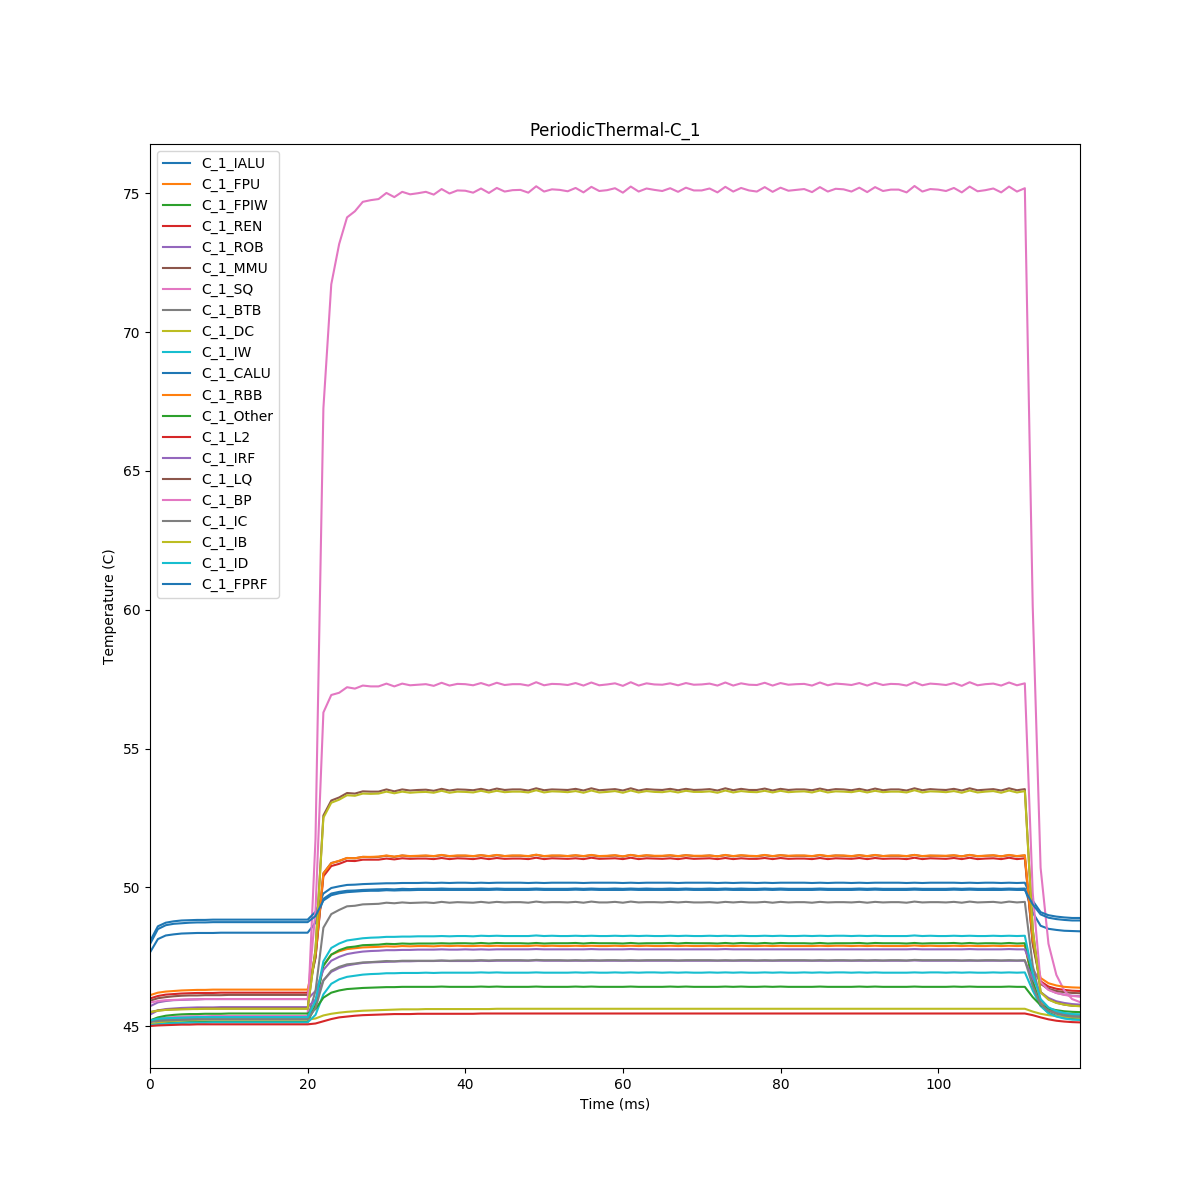 PeriodicThermal-C_1
C_1_IALU
C_1_FPU
C_1_FPIW
C_1_REN
C_1_ROB
C_1_MMU
C_1_SQ
C_1_BTB
C_1_DC
C_1_IW
C_1_CALU
C_1_RBB
C_1_Other
C_1_L2
C_1_IRF
C_1_LQ
C_1_BP
C_1_IC
C_1_IB
C_1_ID
C_1_FPRF
75
70
65
60
55
50
45
Temperature (C)
0 20 40 60 80 100
Time (ms)